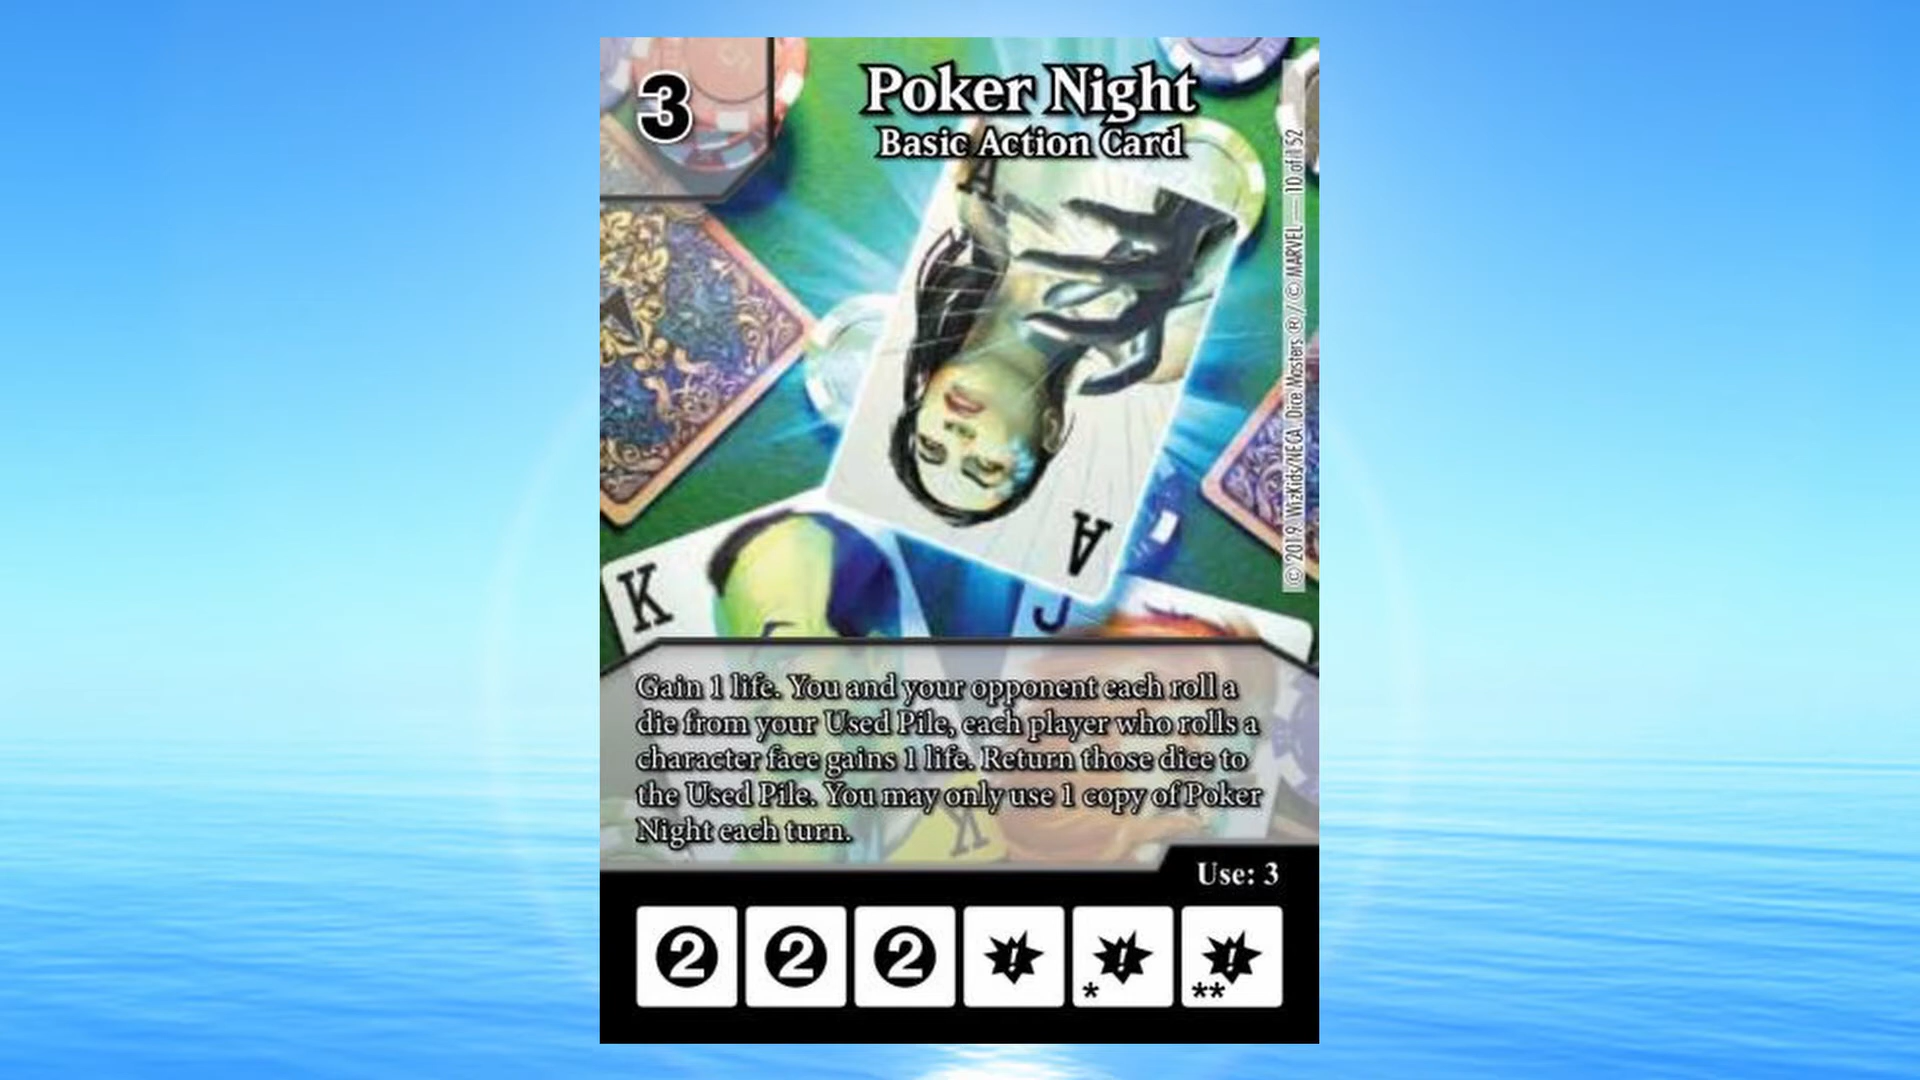 3
Poker Night
Basic Action Card
A
A
K
J
K
© 2019 WizKids/NECA. Dice Masters ® / © MARVEL — 10 of 152
Gain 1 life. You and your opponent each roll a
die from your Used Pile, each player who rolls a
character face gains 1 life. Return those dice to
the Used Pile. You may only use 1 copy of Poker
Night each turn.
Use: 3
2 2 2 ! ! !
* **